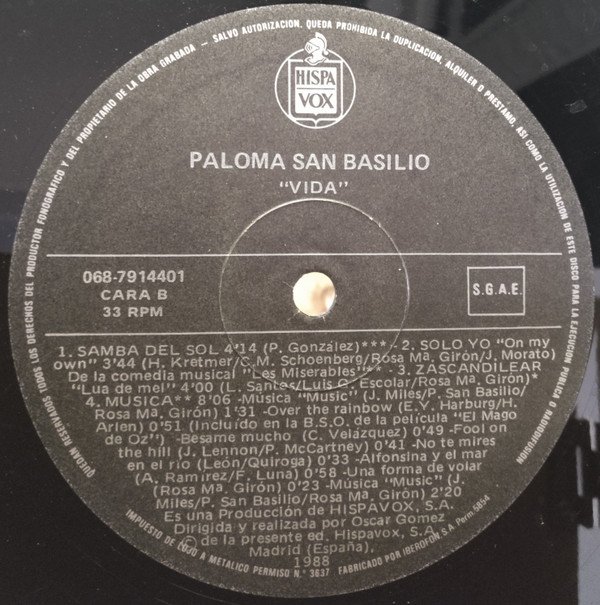 QUEDAN RESERVADOS TODOS LOS DERECHOS DEL PRODUCTOR FONOGRAFICO Y DEL PROPIETARIO DE LA OBRA GRABADA – SALVO AUTORIZACION. QUEDA PROHIBIDA LA DUPLICACION, ALQUILER O PRESTAMO, ASI COMO LA UTILIZACION DE ESTE DISCO PARA LA EJECUCION PUBLICA O RADIODIFUSION
HISPA
VOX
PALOMA SAN BASILIO
"VIDA"
068-7914401
CARA B
33 RPM
S.G.A.E.
1. SAMBA DEL SOL 4'14 (P. González)*** - 2. SOLO YO "On my
own" 3'44 (H. Kretmer/C.M. Schoenberg/Rosa Mª. Girón/J. Morato)
De la comedia musical "Les Miserables"** - 3. ZASCANDILEAR
"Lua de mel" 4'00 (L. Santas/Luis G. Escolar/Rosa Mª. Girón)*
4. MUSICA** 8'06 -Música "Music" (J. Miles/P. San Basilio/
Rosa Mª. Girón) 1'31 -Over the rainbow (E.Y. Harburg/H.
Arlen) 0'51 (Incluído en la B.S.O. de la película "El Mago
de Oz") -Bésame mucho (C. Velázquez) 0'49 -Fool on
the hill (J. Lennon/P. McCartney) 0'41 -No te mires
en el río (León/Quiroga) 0'33 -Alfonsina y el mar
(A. Ramírez/F. Luna) 0'58 -Una forma de volar
(Rosa Mª. Girón) 0'23 -Música "Music" (J.
Miles/P. San Basilio/Rosa Mª. Girón) 2'20
Es una Producción de HISPAVOX, S.A.
Dirigida y realizada por Oscar Gomez
© de la presente ed. Hispavox, S.A.
Madrid (España),
1988
IMPUESTO DE LUJO A METALICO PERMISO N.º 3637 FABRICADO POR IBEROFON S.A. Perm. 5854